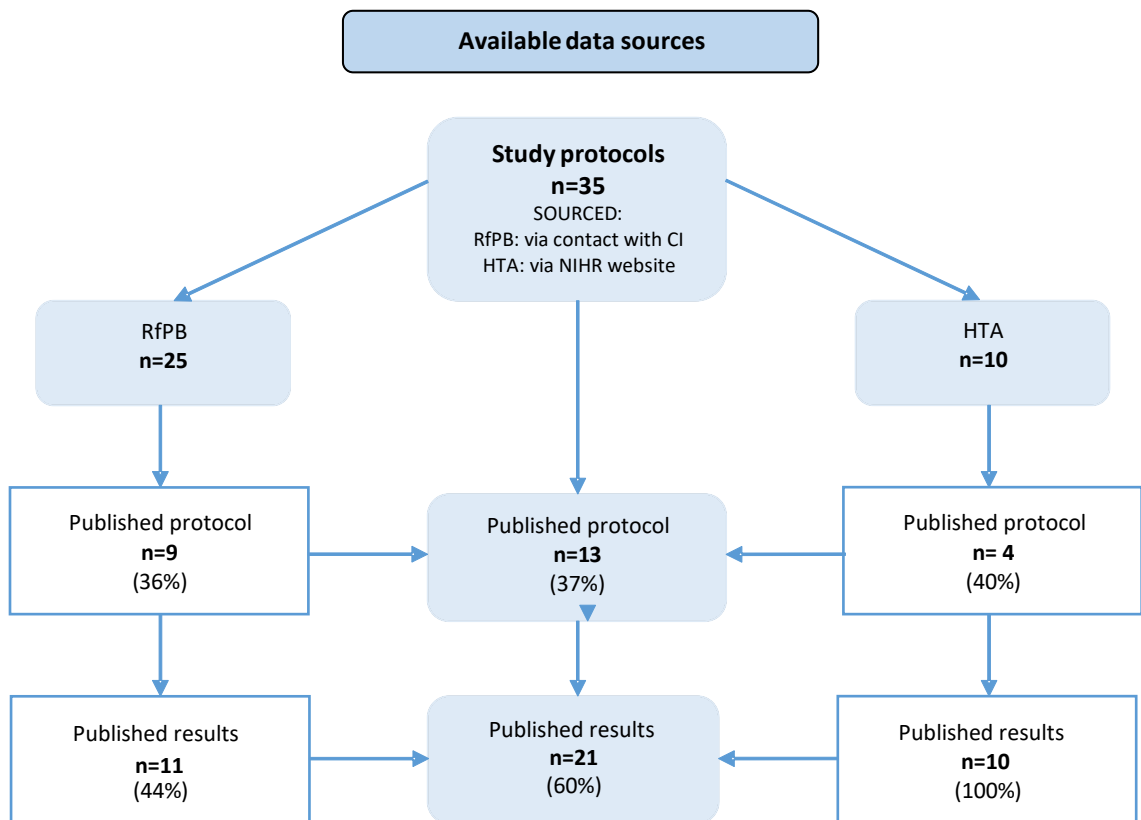 Available data sources
Study protocols
n=35
SOURCED:
RfPB: via contact with CI
HTA: via NIHR website
RfPB
n=25
HTA
n=10
Published protocol
n=9
(36%)
Published protocol
n=13
(37%)
Published protocol
n= 4
(40%)
Published results
n=11
(44%)
Published results
n=21
(60%)
Published results
n=10
(100%)